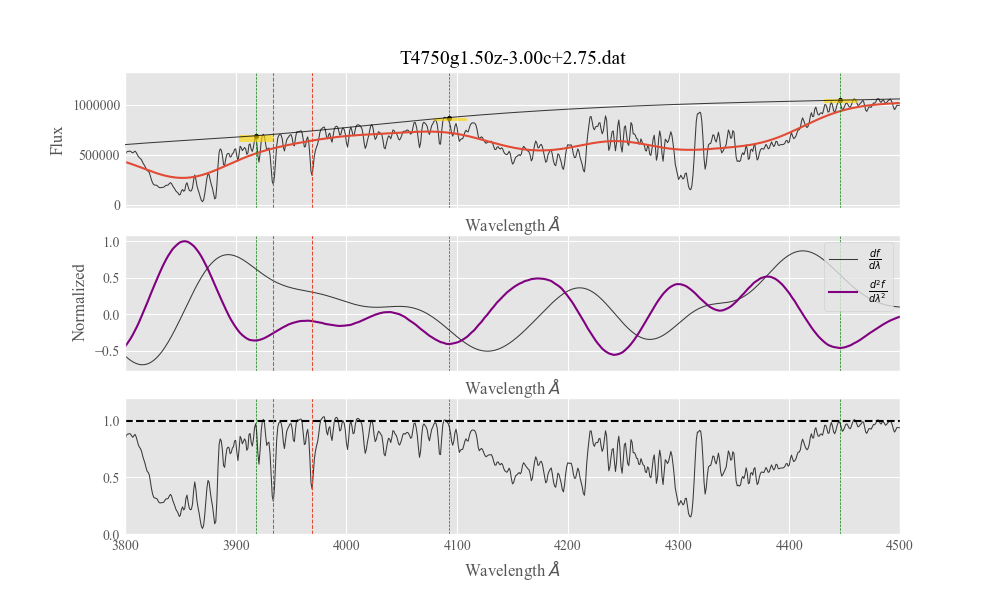 T4750g1.50z-3.00c+2.75.dat
Flux
1000000
500000
0
Wavelength Å
Normalized
1.0
0.5
0.0
−0.5
df/dλ
d²f/dλ²
Wavelength Å
1.0
0.5
0.0
3800 3900 4000 4100 4200 4300 4400 4500
Wavelength Å